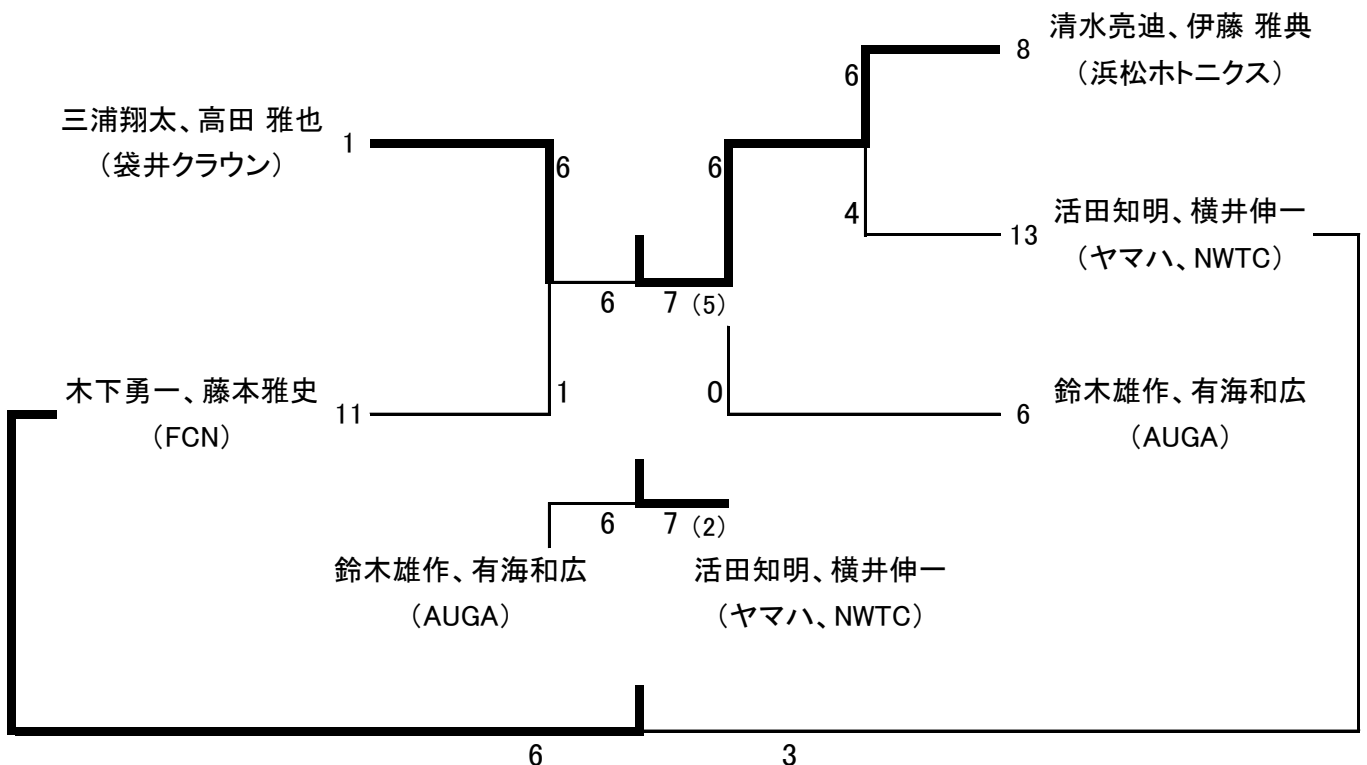 清水亮迪、伊藤 雅典
8
（浜松ホトニクス）
6
三浦翔太、高田 雅也
1
（袋井クラウン）
6
6
4
活田知明、横井伸一
13
（ヤマハ、NWTC）
6
7（5）
木下勇一、藤本雅史
11
（FCN）
1
0
鈴木雄作、有海和広
6
（AUGA）
6
7（2）
鈴木雄作、有海和広
（AUGA）
活田知明、横井伸一
（ヤマハ、NWTC）
6
3